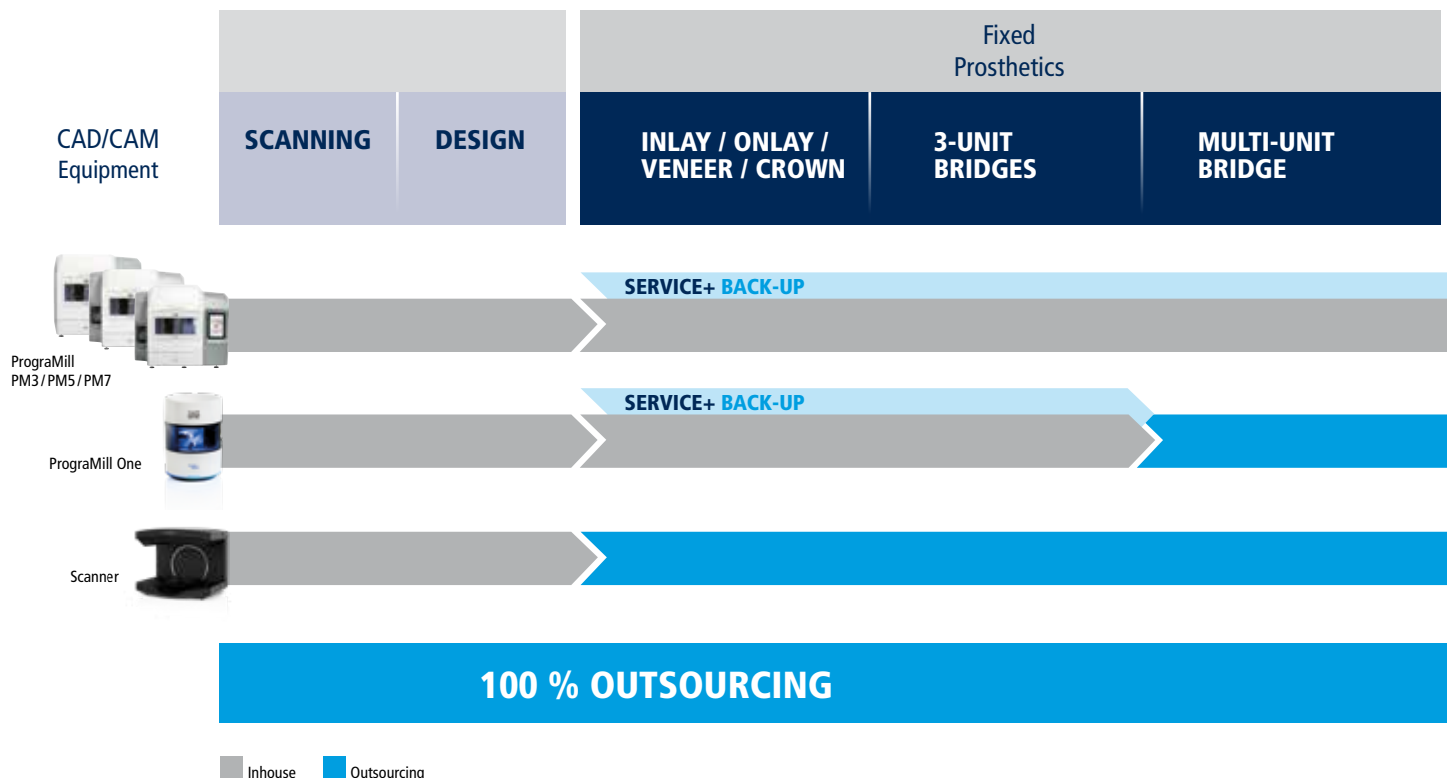 Fixed
Prosthetics
CAD/CAM
Equipment
SCANNING
DESIGN
INLAY / ONLAY /
VENEER / CROWN
3-UNIT
BRIDGES
MULTI-UNIT
BRIDGE
SERVICE+ BACK-UP
PrograMill
PM3/PM5/PM7
SERVICE+ BACK-UP
PrograMill One
Scanner
100 % OUTSOURCING
Inhouse
Outsourcing